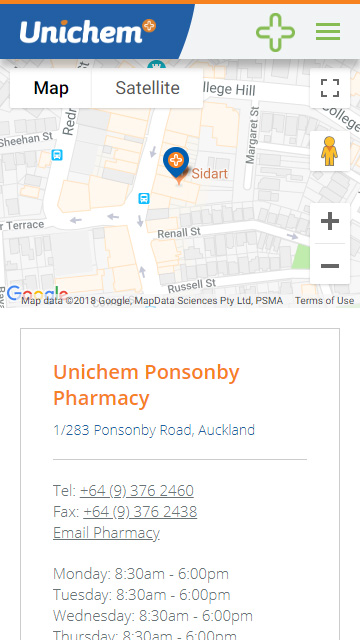 Unichem
Map
Satellite
W
College Hill
College
Margaret St
Redm
Sheehan St
Sidart
r Terrace
Renall St
Russell St
Google
Map data ©2018 Google, MapData Sciences Pty Ltd, PSMA
Terms of Use
Unichem Ponsonby
Pharmacy
1/283 Ponsonby Road, Auckland
Tel: +64 (9) 376 2460
Fax: +64 (9) 376 2438
Email Pharmacy
Monday: 8:30am - 6:00pm
Tuesday: 8:30am - 6:00pm
Wednesday: 8:30am - 6:00pm
Thursday: 8:30am - 6:00pm